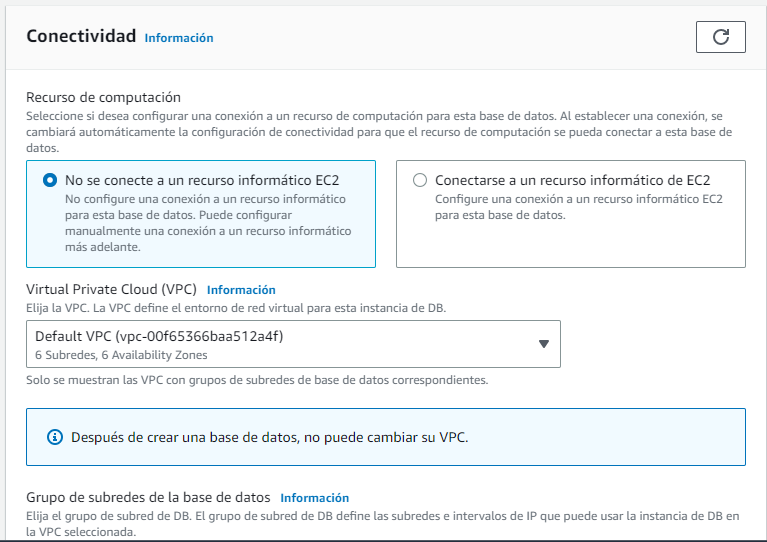 Conectividad Información
Recurso de computación
Seleccione si desea configurar una conexión a un recurso de computación para esta base de datos. Al establecer una conexión, se
cambiará automáticamente la configuración de conectividad para que el recurso de computación se pueda conectar a esta base de
datos.
No se conecte a un recurso informático EC2
No configure una conexión a un recurso informático
para esta base de datos. Puede configurar
manualmente una conexión a un recurso informático
más adelante.
Conectarse a un recurso informático de EC2
Configure una conexión a un recurso informático EC2
para esta base de datos.
Virtual Private Cloud (VPC) Información
Elija la VPC. La VPC define el entorno de red virtual para esta instancia de DB.
Default VPC (vpc-00f65366baa512a4f)
6 Subredes, 6 Availability Zones
Solo se muestran las VPC con grupos de subredes de base de datos correspondientes.
Después de crear una base de datos, no puede cambiar su VPC.
Grupo de subredes de la base de datos Información
Elija el grupo de subred de DB. El grupo de subred de DB define las subredes e intervalos de IP que puede usar la instancia de DB en
la VPC seleccionada.